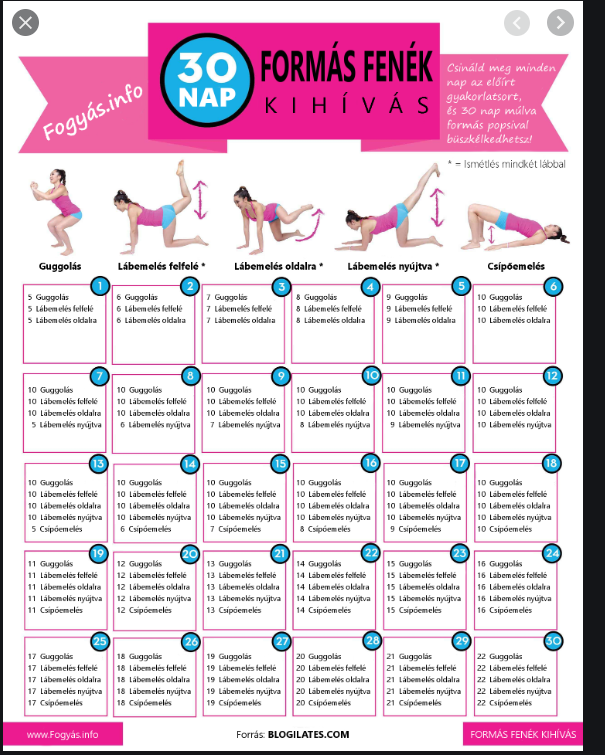 Fogyás.info
30
NAP
FORMÁS FENÉK
KIHÍVÁS
Csináld meg minden
nap az előírt
gyakorlatsort,
és 30 nap múlva
formás popsival
büszkélkedhetsz!
* = Ismétlés mindkét lábbal
Guggolás
Lábemelés felfelé *
Lábemelés oldalra *
Lábemelés nyújtva *
Csípőemelés
1
5 Guggolás
5 Lábemelés felfelé
5 Lábemelés oldalra
2
6 Guggolás
6 Lábemelés felfelé
6 Lábemelés oldalra
3
7 Guggolás
7 Lábemelés felfelé
7 Lábemelés oldalra
4
8 Guggolás
8 Lábemelés felfelé
8 Lábemelés oldalra
5
9 Guggolás
9 Lábemelés felfelé
9 Lábemelés oldalra
6
10 Guggolás
10 Lábemelés felfelé
10 Lábemelés oldalra
7
10 Guggolás
10 Lábemelés felfelé
10 Lábemelés oldalra
5 Lábemelés nyújtva
8
10 Guggolás
10 Lábemelés felfelé
10 Lábemelés oldalra
6 Lábemelés nyújtva
9
10 Guggolás
10 Lábemelés felfelé
10 Lábemelés oldalra
7 Lábemelés nyújtva
10
10 Guggolás
10 Lábemelés felfelé
10 Lábemelés oldalra
8 Lábemelés nyújtva
11
10 Guggolás
10 Lábemelés felfelé
10 Lábemelés oldalra
9 Lábemelés nyújtva
12
10 Guggolás
10 Lábemelés felfelé
10 Lábemelés oldalra
10 Lábemelés nyújtva
13
10 Guggolás
10 Lábemelés felfelé
10 Lábemelés oldalra
10 Lábemelés nyújtva
5 Csípőemelés
14
10 Guggolás
10 Lábemelés felfelé
10 Lábemelés oldalra
10 Lábemelés nyújtva
6 Csípőemelés
15
10 Guggolás
10 Lábemelés felfelé
10 Lábemelés oldalra
10 Lábemelés nyújtva
7 Csípőemelés
16
10 Guggolás
10 Lábemelés felfelé
10 Lábemelés oldalra
10 Lábemelés nyújtva
8 Csípőemelés
17
10 Guggolás
10 Lábemelés felfelé
10 Lábemelés oldalra
10 Lábemelés nyújtva
9 Csípőemelés
18
10 Guggolás
10 Lábemelés felfelé
10 Lábemelés oldalra
10 Lábemelés nyújtva
10 Csípőemelés
19
11 Guggolás
11 Lábemelés felfelé
11 Lábemelés oldalra
11 Lábemelés nyújtva
11 Csípőemelés
20
12 Guggolás
12 Lábemelés felfelé
12 Lábemelés oldalra
12 Lábemelés nyújtva
12 Csípőemelés
21
13 Guggolás
13 Lábemelés felfelé
13 Lábemelés oldalra
13 Lábemelés nyújtva
13 Csípőemelés
22
14 Guggolás
14 Lábemelés felfelé
14 Lábemelés oldalra
14 Lábemelés nyújtva
14 Csípőemelés
23
15 Guggolás
15 Lábemelés felfelé
15 Lábemelés oldalra
15 Lábemelés nyújtva
15 Csípőemelés
24
16 Guggolás
16 Lábemelés felfelé
16 Lábemelés oldalra
16 Lábemelés nyújtva
16 Csípőemelés
25
17 Guggolás
17 Lábemelés felfelé
17 Lábemelés oldalra
17 Lábemelés nyújtva
17 Csípőemelés
26
18 Guggolás
18 Lábemelés felfelé
18 Lábemelés oldalra
18 Lábemelés nyújtva
18 Csípőemelés
27
19 Guggolás
19 Lábemelés felfelé
19 Lábemelés oldalra
19 Lábemelés nyújtva
19 Csípőemelés
28
20 Guggolás
20 Lábemelés felfelé
20 Lábemelés oldalra
20 Lábemelés nyújtva
20 Csípőemelés
29
21 Guggolás
21 Lábemelés felfelé
21 Lábemelés oldalra
21 Lábemelés nyújtva
21 Csípőemelés
30
22 Guggolás
22 Lábemelés felfelé
22 Lábemelés oldalra
22 Lábemelés nyújtva
22 Csípőemelés
www.Fogyás.info
Forrás: BLOGILATES.COM
FORMÁS FENÉK KIHÍVÁS